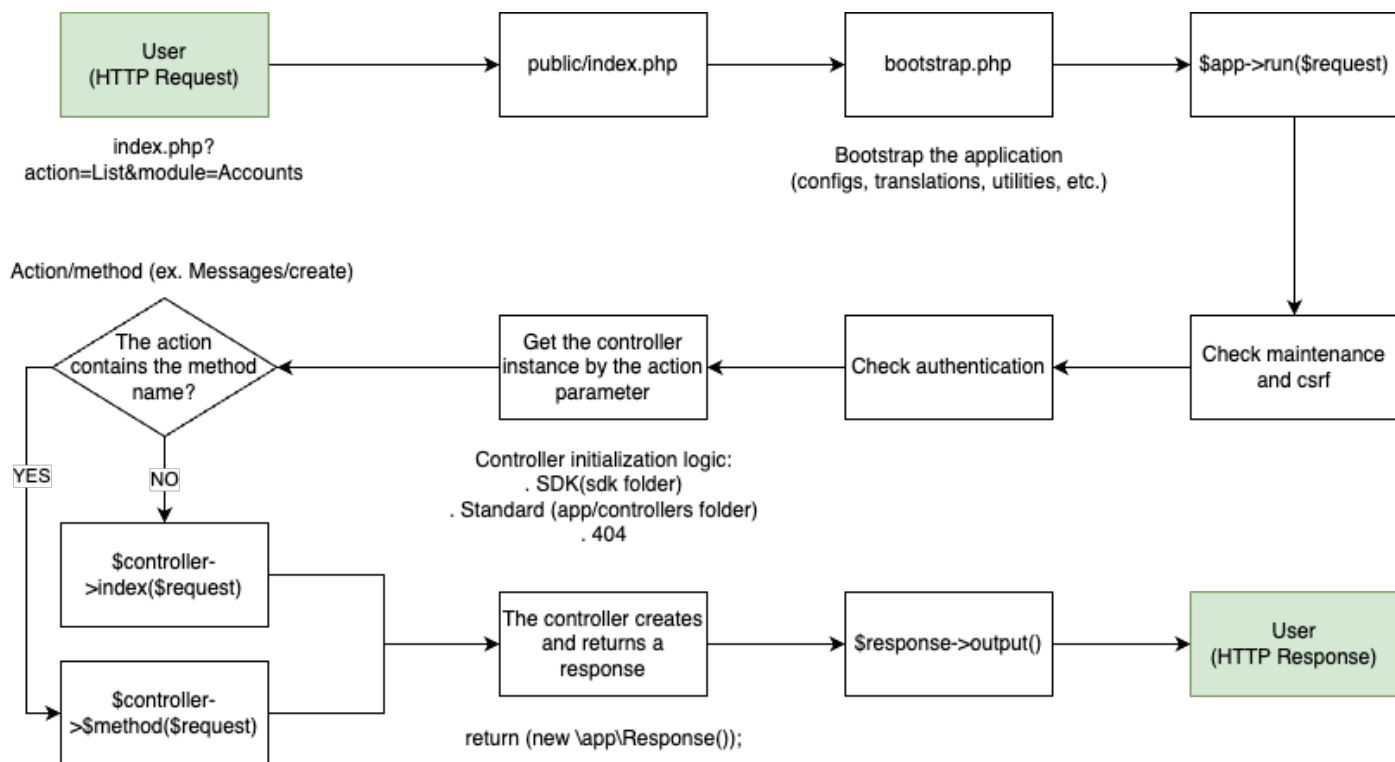 User
(HTTP Request)
public/index.php
bootstrap.php
$app->run($request)
index.php?
action=List&module=Accounts
Bootstrap the application
(configs, translations, utilities, etc.)
Action/method (ex. Messages/create)
The action
contains the method
name?
Get the controller
instance by the action
parameter
Check authentication
Check maintenance
and csrf
YES
NO
Controller initialization logic:
. SDK(sdk folder)
. Standard (app/controllers folder)
. 404
$controller-
>index($request)
The controller creates
and returns a
response
$response->output()
User
(HTTP Response)
$controller-
>$method($request)
return (new \app\Response());